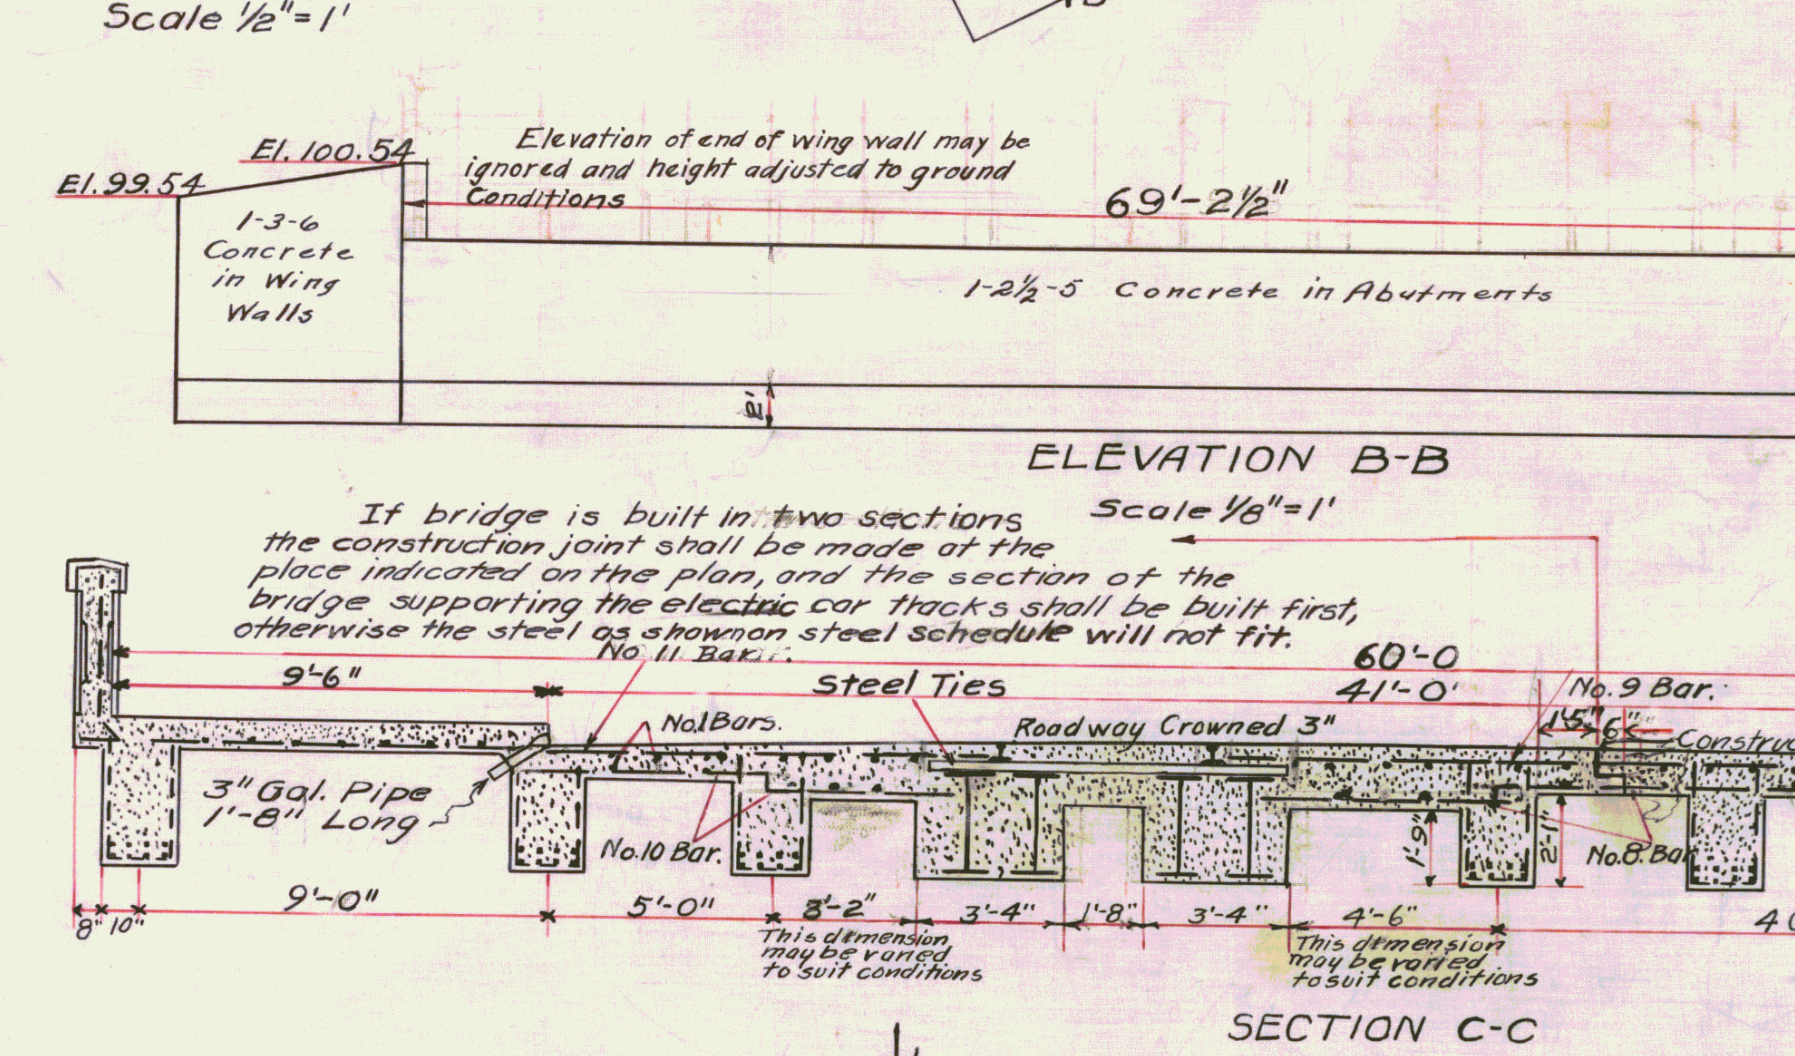 Scale ½"=1'
El. 100.54
El. 99.54
Elevation of end of wing wall may be
ignored and height adjusted to ground
Conditions
69'-2½"
1-3-6
Concrete
in Wing
Walls
1-2½-5 Concrete in Abutments
2'
ELEVATION B-B
Scale ⅛"=1'
If bridge is built in two sections
the construction joint shall be made at the
place indicated on the plan, and the section of the
bridge supporting the electric car tracks shall be built first,
otherwise the steel as shown on steel schedule will not fit.
No 11 Bar.
60'-0
9'-6"
Steel Ties
41'-0'
No. 9 Bar.
No.1 Bars.
Roadway Crowned 3"
1'5"
6"
3" Gal. Pipe
1'-8" Long
No.10 Bar.
1'-9"
2'-1"
No.8. Bar
8"
10"
9'-0"
5'-0"
3'-2"
3'-4"
1'-8"
3'-4"
4'-6"
This dimension
may be varied
to suit conditions
This dimension
may be varied
to suit conditions
SECTION C-C